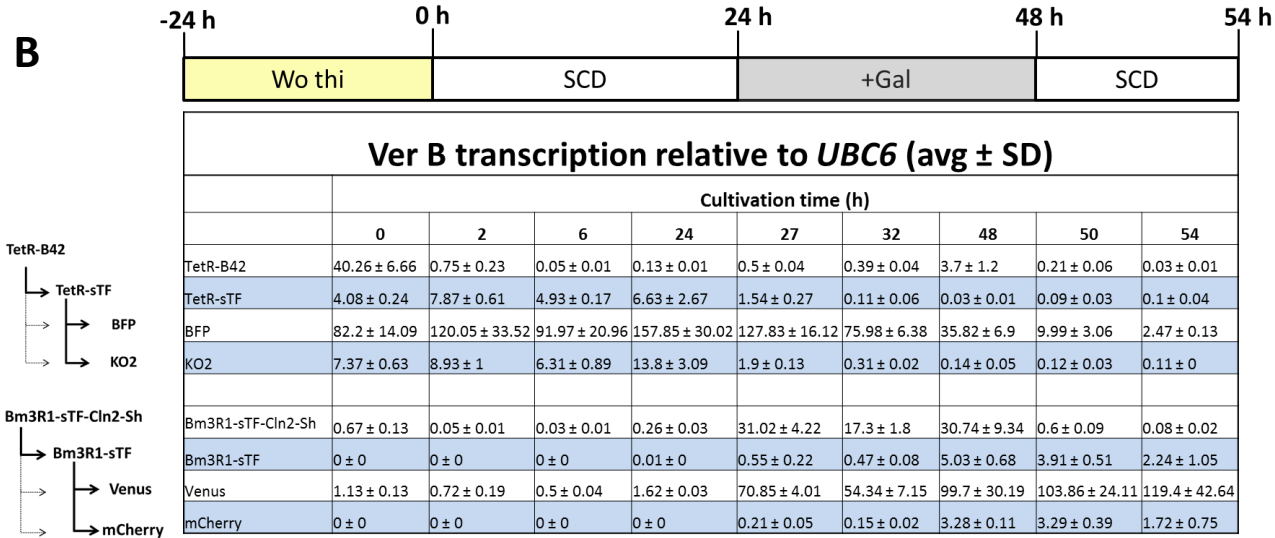 B
-24 h 0 h 24 h 48 h 54 h
Wo thi SCD +Gal SCD
Ver B transcription relative to UBC6 (avg ± SD)
Cultivation time (h)
0 2 6 24 27 32 48 50 54
TetR-B42 40.26 ± 6.66 0.75 ± 0.23 0.05 ± 0.01 0.13 ± 0.01 0.5 ± 0.04 0.39 ± 0.04 3.7 ± 1.2 0.21 ± 0.06 0.03 ± 0.01
TetR-sTF 4.08 ± 0.24 7.87 ± 0.61 4.93 ± 0.17 6.63 ± 2.67 1.54 ± 0.27 0.11 ± 0.06 0.03 ± 0.01 0.09 ± 0.03 0.1 ± 0.04
BFP 82.2 ± 14.09 120.05 ± 33.52 91.97 ± 20.96 157.85 ± 30.02 127.83 ± 16.12 75.98 ± 6.38 35.82 ± 6.9 9.99 ± 3.06 2.47 ± 0.13
KO2 7.37 ± 0.63 8.93 ± 1 6.31 ± 0.89 13.8 ± 3.09 1.9 ± 0.13 0.31 ± 0.02 0.14 ± 0.05 0.12 ± 0.03 0.11 ± 0
Bm3R1-sTF-Cln2-Sh 0.67 ± 0.13 0.05 ± 0.01 0.03 ± 0.01 0.26 ± 0.03 31.02 ± 4.22 17.3 ± 1.8 30.74 ± 9.34 0.6 ± 0.09 0.08 ± 0.02
Bm3R1-sTF 0 ± 0 0 ± 0 0 ± 0 0.01 ± 0 0.55 ± 0.22 0.47 ± 0.08 5.03 ± 0.68 3.91 ± 0.51 2.24 ± 1.05
Venus 1.13 ± 0.13 0.72 ± 0.19 0.5 ± 0.04 1.62 ± 0.03 70.85 ± 4.01 54.34 ± 7.15 99.7 ± 30.19 103.86 ± 24.11 119.4 ± 42.64
mCherry 0 ± 0 0 ± 0 0 ± 0 0 ± 0 0.21 ± 0.05 0.15 ± 0.02 3.28 ± 0.11 3.29 ± 0.39 1.72 ± 0.75
TetR-B42
TetR-sTF
BFP
KO2
Bm3R1-sTF-Cln2-Sh
Bm3R1-sTF
Venus
mCherry